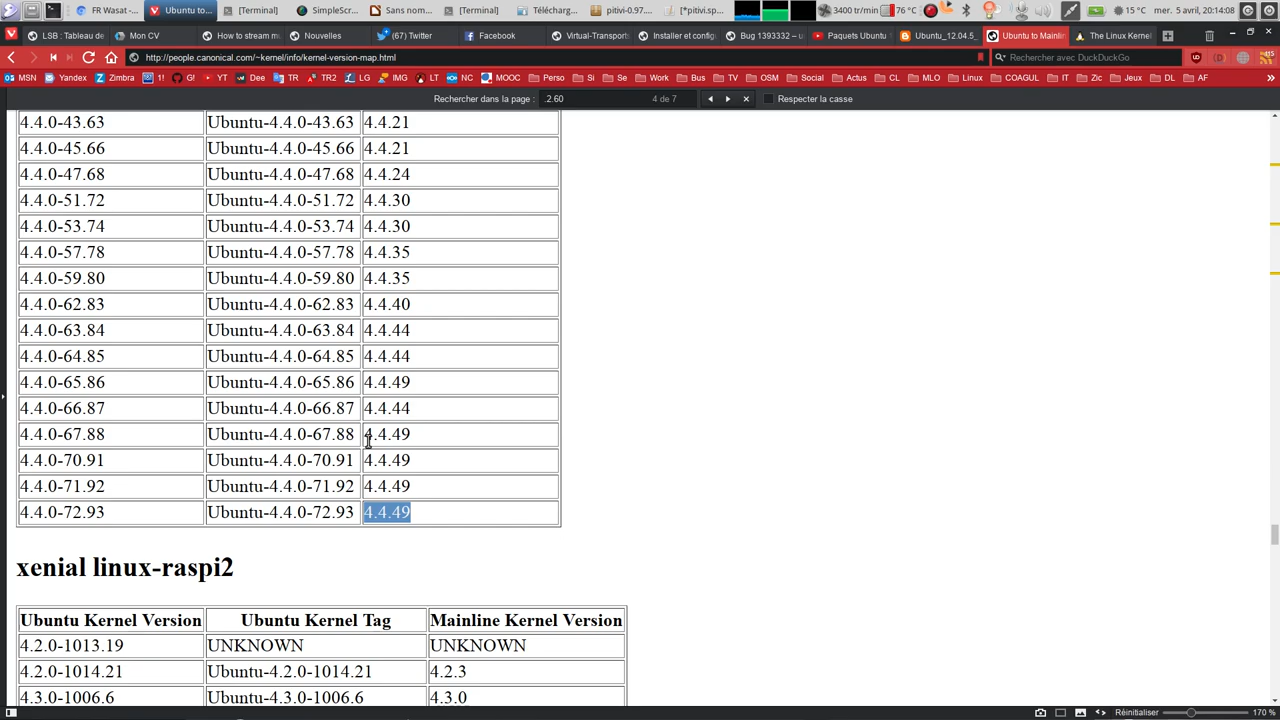 FR Wasat - ... Ubuntu to... [Terminal] SimpleScr... Sans nom... [Terminal] Télécharg... pitivi-0.97.... [*pitivi.sp... 3400 tr/min 76 °C 15 °C mer. 5 avril, 20:14:08
LSB : Tableau de Mon CV How to stream m Nouvelles (67) Twitter Facebook Virtual-Transports Installer et config Bug 1393332 – u Paquets Ubuntu Ubuntu_12.04.5_ Ubuntu to Mainlin The Linux Kernel
http://people.canonical.com/~kernel/info/kernel-version-map.html Rechercher avec DuckDuckGo
MSN Yandex Zimbra 1! G! YT Dee TR TR2 LG LT NC MOOC Perso Si Se Work Bus TV OSM Social Actus CL MLO Linux COAGUL IT Zic Jeux DL AF
Rechercher dans la page : .2.60 4 de 7 Respecter la casse
4.4.0-43.63 Ubuntu-4.4.0-43.63 4.4.21
4.4.0-45.66 Ubuntu-4.4.0-45.66 4.4.21
4.4.0-47.68 Ubuntu-4.4.0-47.68 4.4.24
4.4.0-51.72 Ubuntu-4.4.0-51.72 4.4.30
4.4.0-53.74 Ubuntu-4.4.0-53.74 4.4.30
4.4.0-57.78 Ubuntu-4.4.0-57.78 4.4.35
4.4.0-59.80 Ubuntu-4.4.0-59.80 4.4.35
4.4.0-62.83 Ubuntu-4.4.0-62.83 4.4.40
4.4.0-63.84 Ubuntu-4.4.0-63.84 4.4.44
4.4.0-64.85 Ubuntu-4.4.0-64.85 4.4.44
4.4.0-65.86 Ubuntu-4.4.0-65.86 4.4.49
4.4.0-66.87 Ubuntu-4.4.0-66.87 4.4.44
4.4.0-67.88 Ubuntu-4.4.0-67.88 4.4.49
4.4.0-70.91 Ubuntu-4.4.0-70.91 4.4.49
4.4.0-71.92 Ubuntu-4.4.0-71.92 4.4.49
4.4.0-72.93 Ubuntu-4.4.0-72.93 4.4.49
xenial linux-raspi2
Ubuntu Kernel Version Ubuntu Kernel Tag Mainline Kernel Version
4.2.0-1013.19 UNKNOWN UNKNOWN
4.2.0-1014.21 Ubuntu-4.2.0-1014.21 4.2.3
4.3.0-1006.6 Ubuntu-4.3.0-1006.6 4.3.0
Réinitialiser 170 %